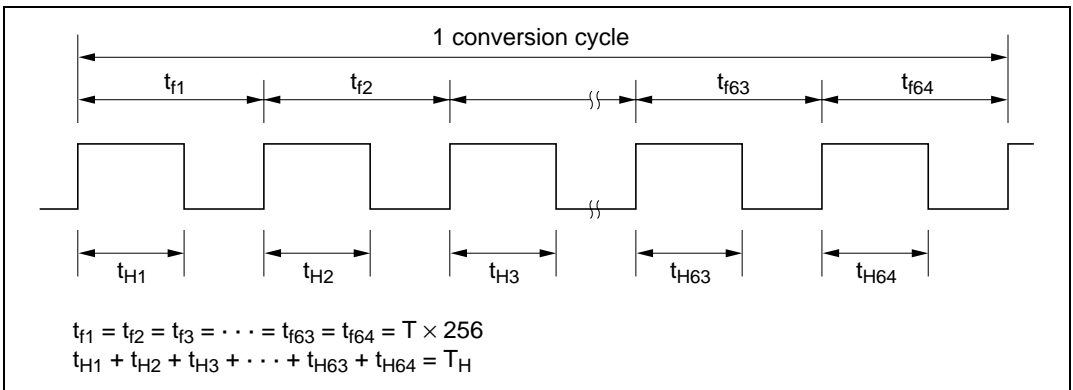 1 conversion cycle
tf1 tf2 tf63 tf64
tH1 tH2 tH3 tH63 tH64
tf1 = tf2 = tf3 = · · · = tf63 = tf64 = T × 256
tH1 + tH2 + tH3 + · · · + tH63 + tH64 = TH